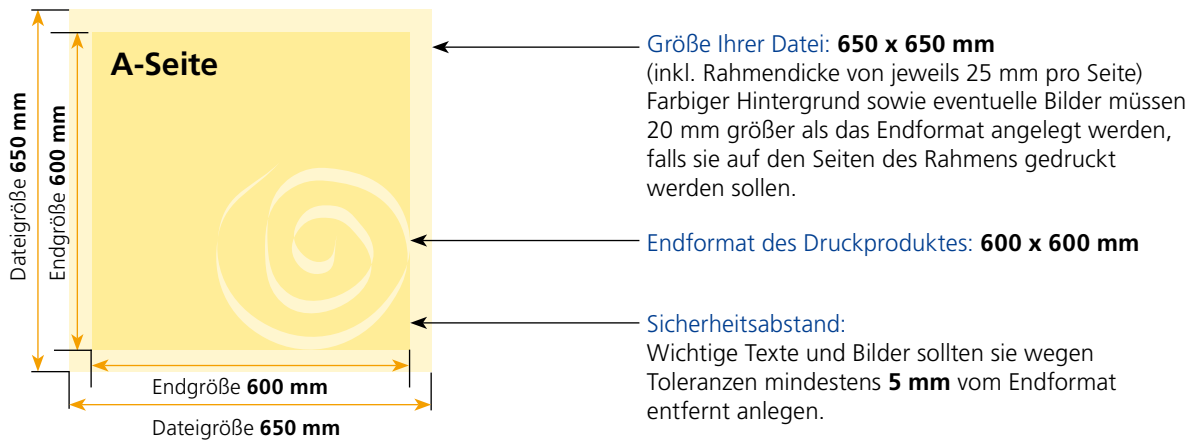 A-Seite
Dateigröße 650 mm
Endgröße 600 mm
Endgröße 600 mm
Dateigröße 650 mm
Größe Ihrer Datei: 650 x 650 mm
(inkl. Rahmendicke von jeweils 25 mm pro Seite)
Farbiger Hintergrund sowie eventuelle Bilder müssen
20 mm größer als das Endformat angelegt werden,
falls sie auf den Seiten des Rahmens gedruckt
werden sollen.
Endformat des Druckproduktes: 600 x 600 mm
Sicherheitsabstand:
Wichtige Texte und Bilder sollten sie wegen
Toleranzen mindestens 5 mm vom Endformat
entfernt anlegen.